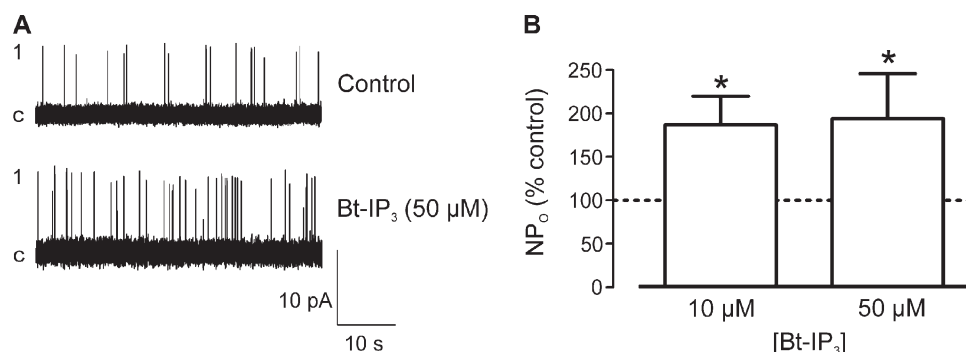 A
1
c
Control
1
c
Bt-IP₃ (50 µM)
10 pA
10 s
B
NPₒ (% control)
250
200
150
100
50
0
*
*
10 µM
50 µM
[Bt-IP₃]